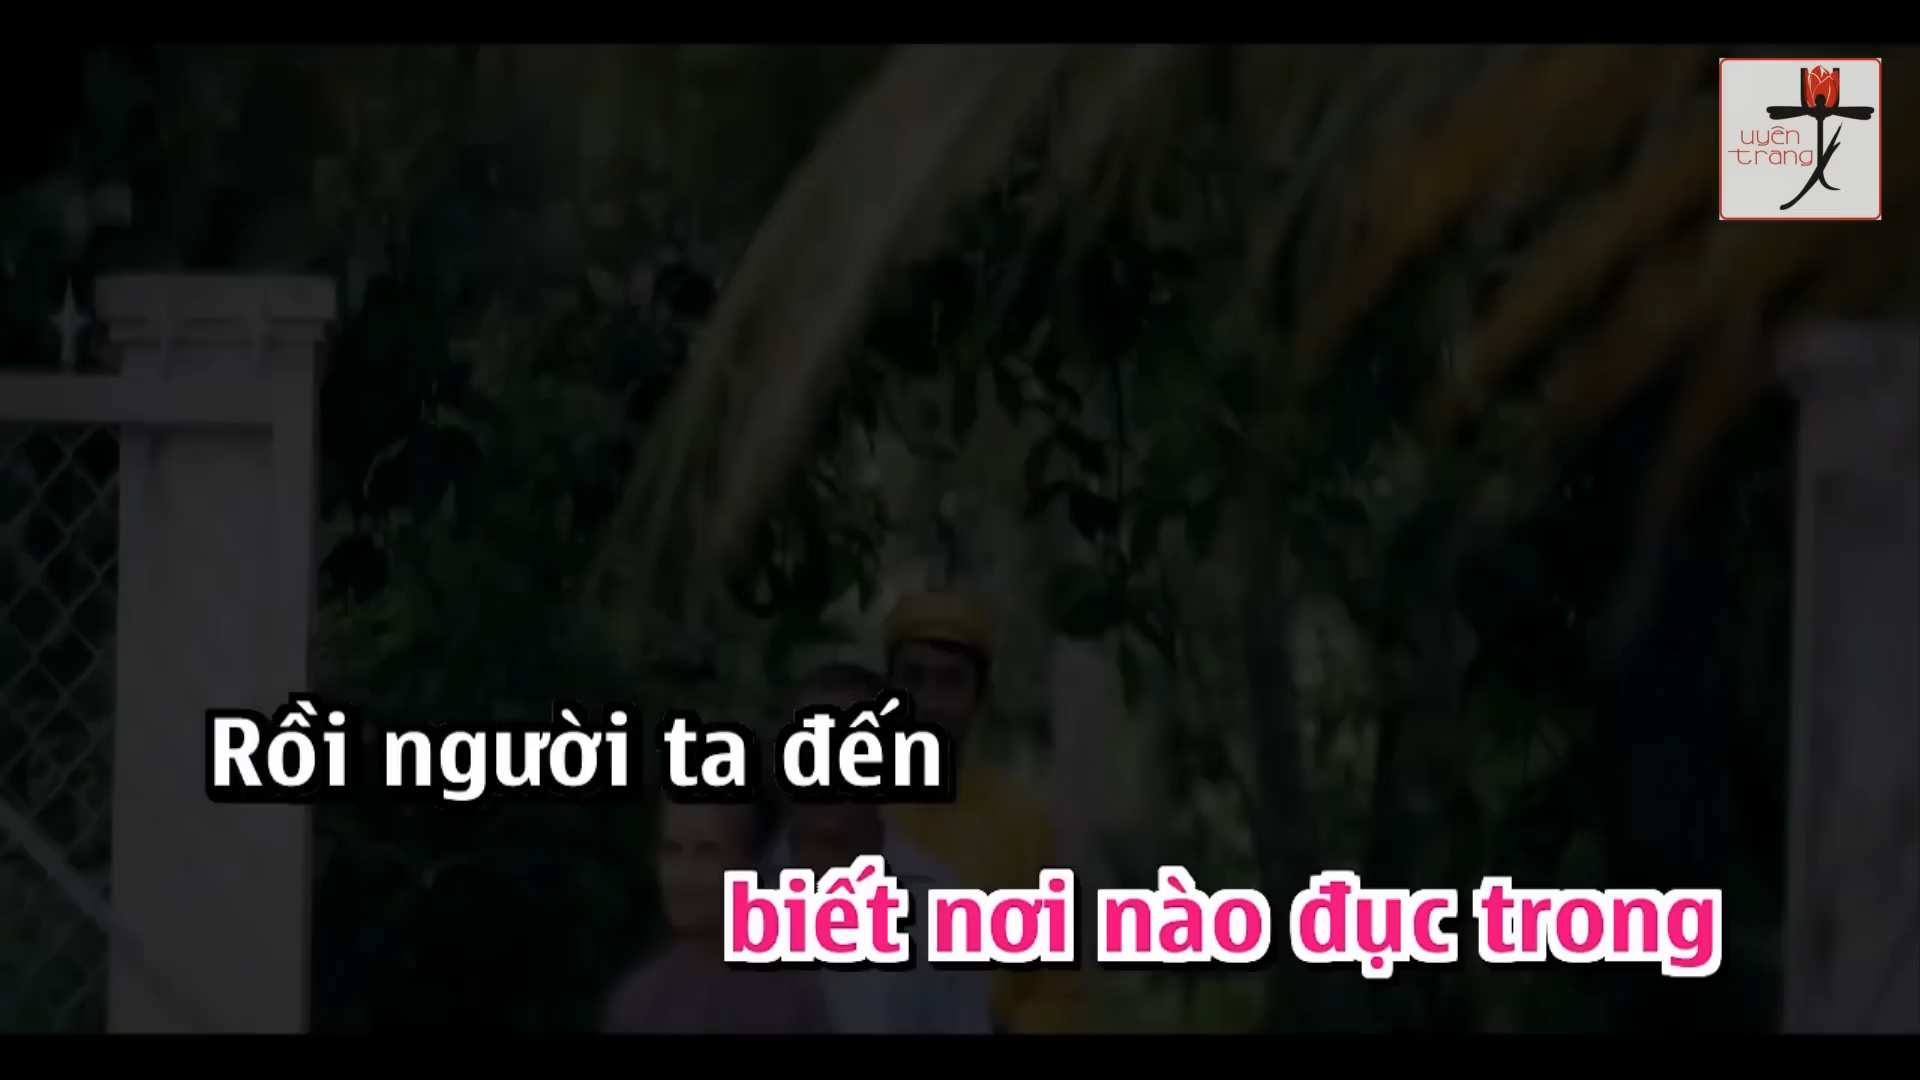 uyên
trang
Rồi người ta đến
biết nơi nào đục trong